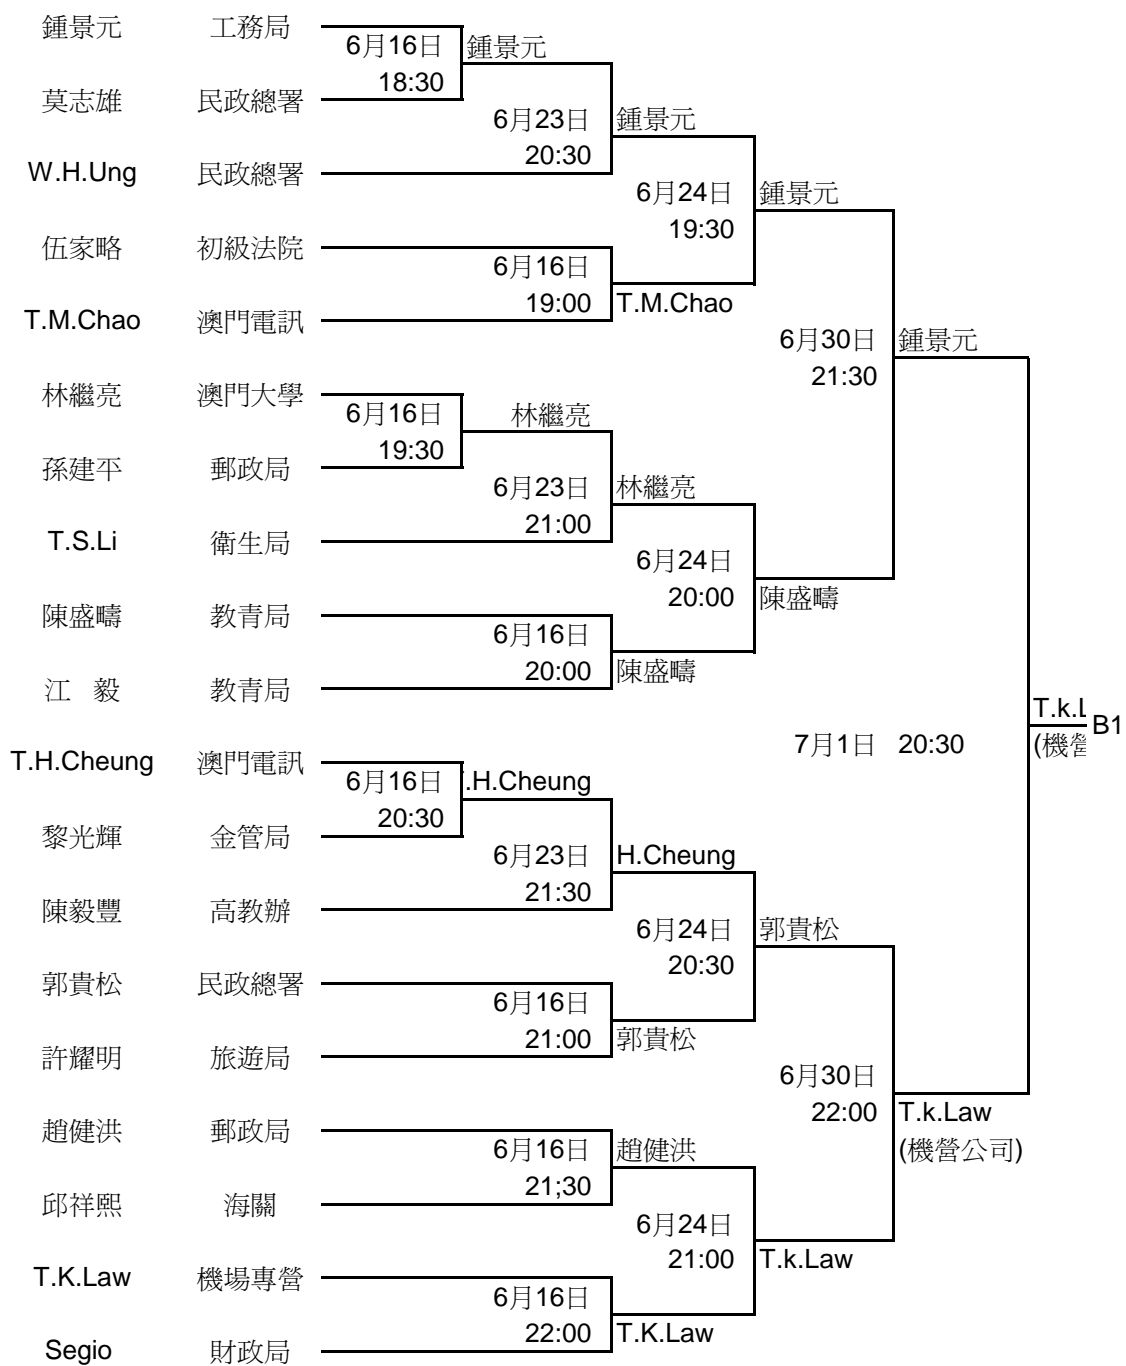 鍾景元 工務局
6月16日 鍾景元
18:30
莫志雄 民政總署
6月23日 鍾景元
20:30
W.H.Ung 民政總署
6月24日 鍾景元
19:30
伍家略 初級法院
6月16日
19:00 T.M.Chao
T.M.Chao 澳門電訊
6月30日 鍾景元
21:30
林繼亮 澳門大學
6月16日 林繼亮
19:30
孫建平 郵政局
6月23日 林繼亮
21:00
T.S.Li 衛生局
6月24日
20:00 陳盛疇
陳盛疇 教青局
6月16日
20:00 陳盛疇
江 毅 教青局
T.k.L
B1
7月1日 20:30 (機營
T.H.Cheung 澳門電訊
6月16日 .H.Cheung
20:30
黎光輝 金管局
6月23日 H.Cheung
21:30
陳毅豐 高教辦
6月24日 郭貴松
20:30
郭貴松 民政總署
6月16日
21:00 郭貴松
許耀明 旅遊局
6月30日
22:00 T.k.Law
(機營公司)
趙健洪 郵政局
6月16日 趙健洪
21;30
邱祥熙 海關
6月24日
21:00 T.k.Law
T.K.Law 機場專營
6月16日
22:00 T.K.Law
Segio 財政局